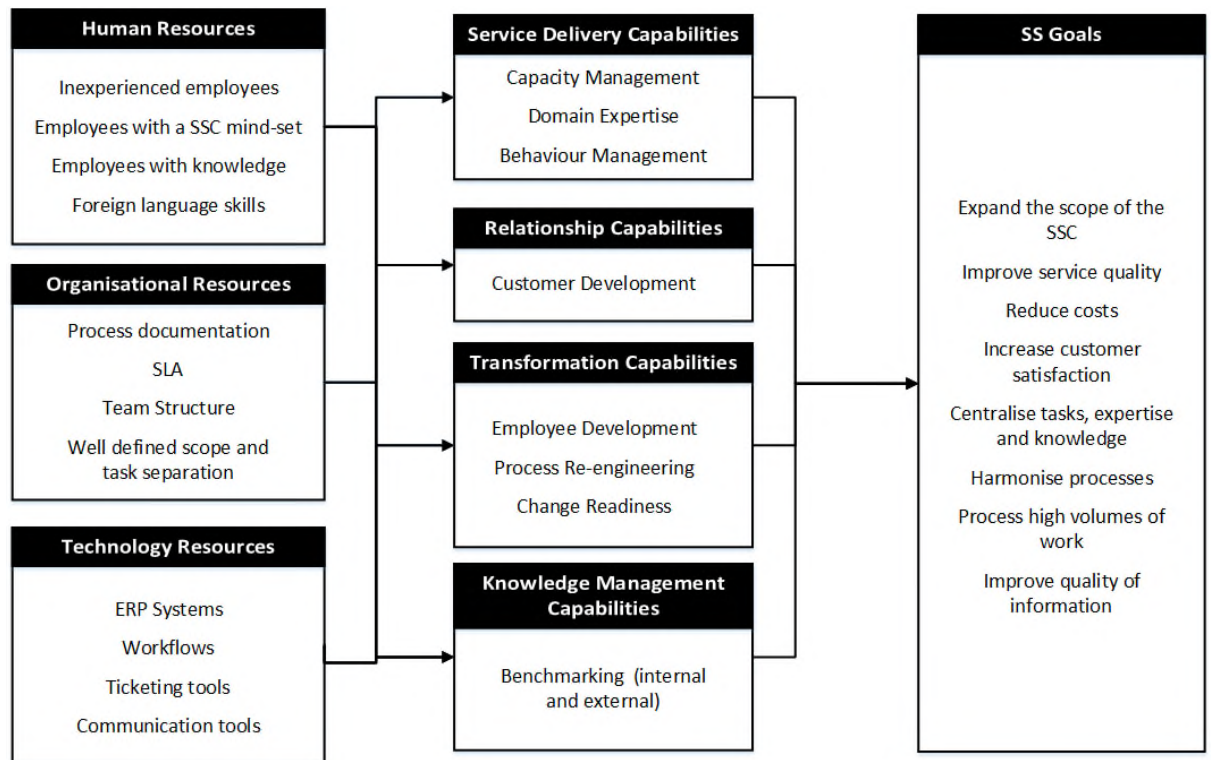 Human Resources
Inexperienced employees
Employees with a SSC mind-set
Employees with knowledge
Foreign language skills
Organisational Resources
Process documentation
SLA
Team Structure
Well defined scope and
task separation
Technology Resources
ERP Systems
Workflows
Ticketing tools
Communication tools
Service Delivery Capabilities
Capacity Management
Domain Expertise
Behaviour Management
Relationship Capabilities
Customer Development
Transformation Capabilities
Employee Development
Process Re-engineering
Change Readiness
Knowledge Management
Capabilities
Benchmarking (internal
and external)
SS Goals
Expand the scope of the
SSC
Improve service quality
Reduce costs
Increase customer
satisfaction
Centralise tasks, expertise
and knowledge
Harmonise processes
Process high volumes of
work
Improve quality of
information